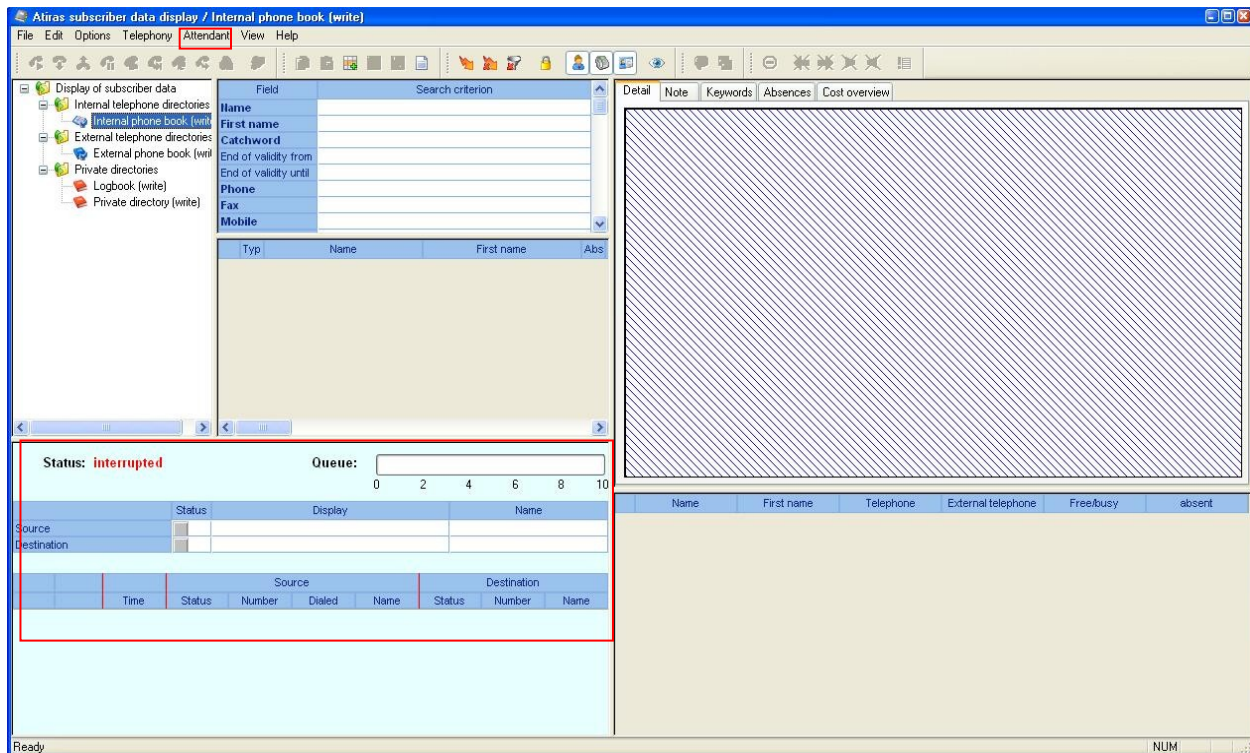 Atiras subscriber data display / Internal phone book (write)
File Edit Options Telephony Attendant View Help
Display of subscriber data
Internal telephone directories
Internal phone book (writ
External telephone directories
External phone book (wri
Private directories
Logbook (write)
Private directory (write)
Field Search criterion
Name
First name
Catchword
End of validity from
End of validity until
Phone
Fax
Mobile
Typ Name First name Abs
Detail Note Keywords Absences Cost overview
Status: interrupted Queue:
0 2 4 6 8 10
Status Display Name
Source
Destination
Source Destination
Time Status Number Dialed Name Status Number Name
Name First name Telephone External telephone Free/busy absent
Ready NUM